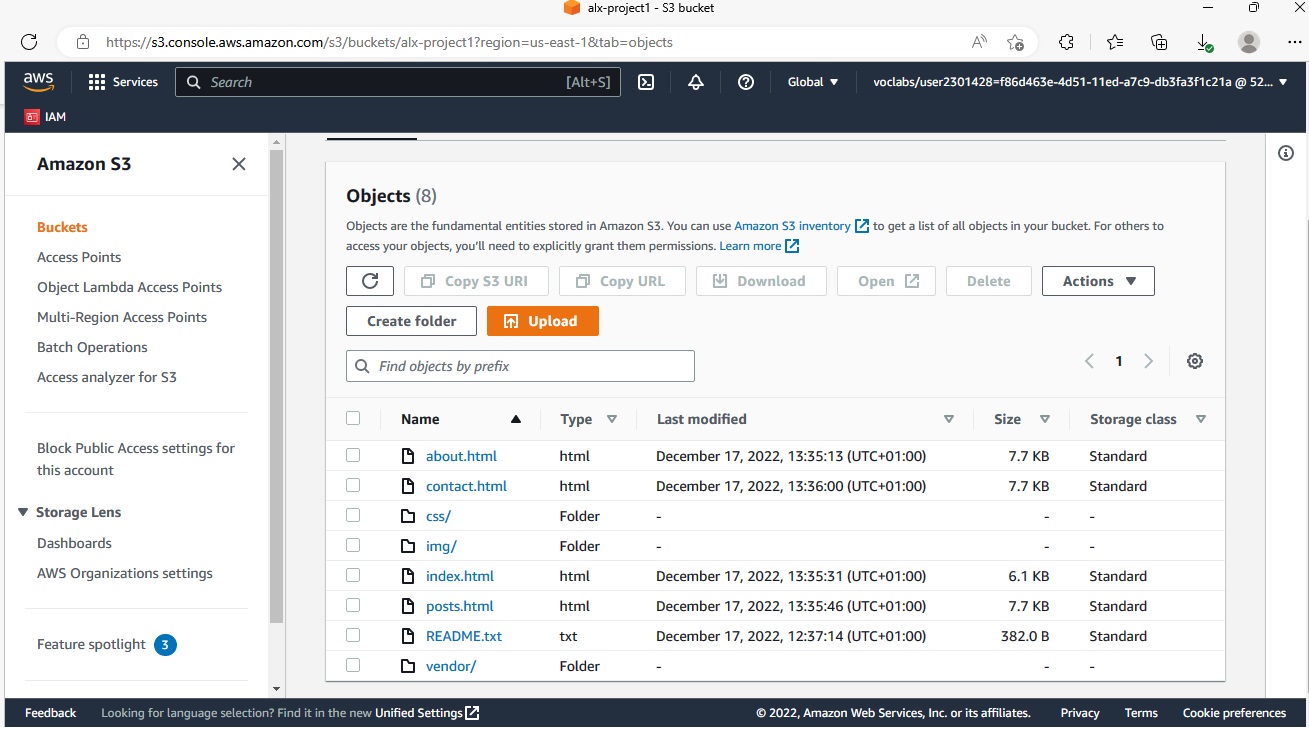 alx-project1 - S3 bucket
https://s3.console.aws.amazon.com/s3/buckets/alx-project1?region=us-east-1&tab=objects
aws Services Search [Alt+S] Global voclabs/user2301428=f86d463e-4d51-11ed-a7c9-db3fa3f1c21a @ 52...
IAM
Amazon S3
Buckets
Access Points
Object Lambda Access Points
Multi-Region Access Points
Batch Operations
Access analyzer for S3
Block Public Access settings for
this account
Storage Lens
Dashboards
AWS Organizations settings
Feature spotlight 3
Objects (8)
Objects are the fundamental entities stored in Amazon S3. You can use Amazon S3 inventory to get a list of all objects in your bucket. For others to
access your objects, you'll need to explicitly grant them permissions. Learn more
Copy S3 URI Copy URL Download Open Delete Actions
Create folder Upload
Find objects by prefix 1
Name Type Last modified Size Storage class
about.html html December 17, 2022, 13:35:13 (UTC+01:00) 7.7 KB Standard
contact.html html December 17, 2022, 13:36:00 (UTC+01:00) 7.7 KB Standard
css/ Folder - - -
img/ Folder - - -
index.html html December 17, 2022, 13:35:31 (UTC+01:00) 6.1 KB Standard
posts.html html December 17, 2022, 13:35:46 (UTC+01:00) 7.7 KB Standard
README.txt txt December 17, 2022, 12:37:14 (UTC+01:00) 382.0 B Standard
vendor/ Folder - - -
Feedback Looking for language selection? Find it in the new Unified Settings © 2022, Amazon Web Services, Inc. or its affiliates. Privacy Terms Cookie preferences